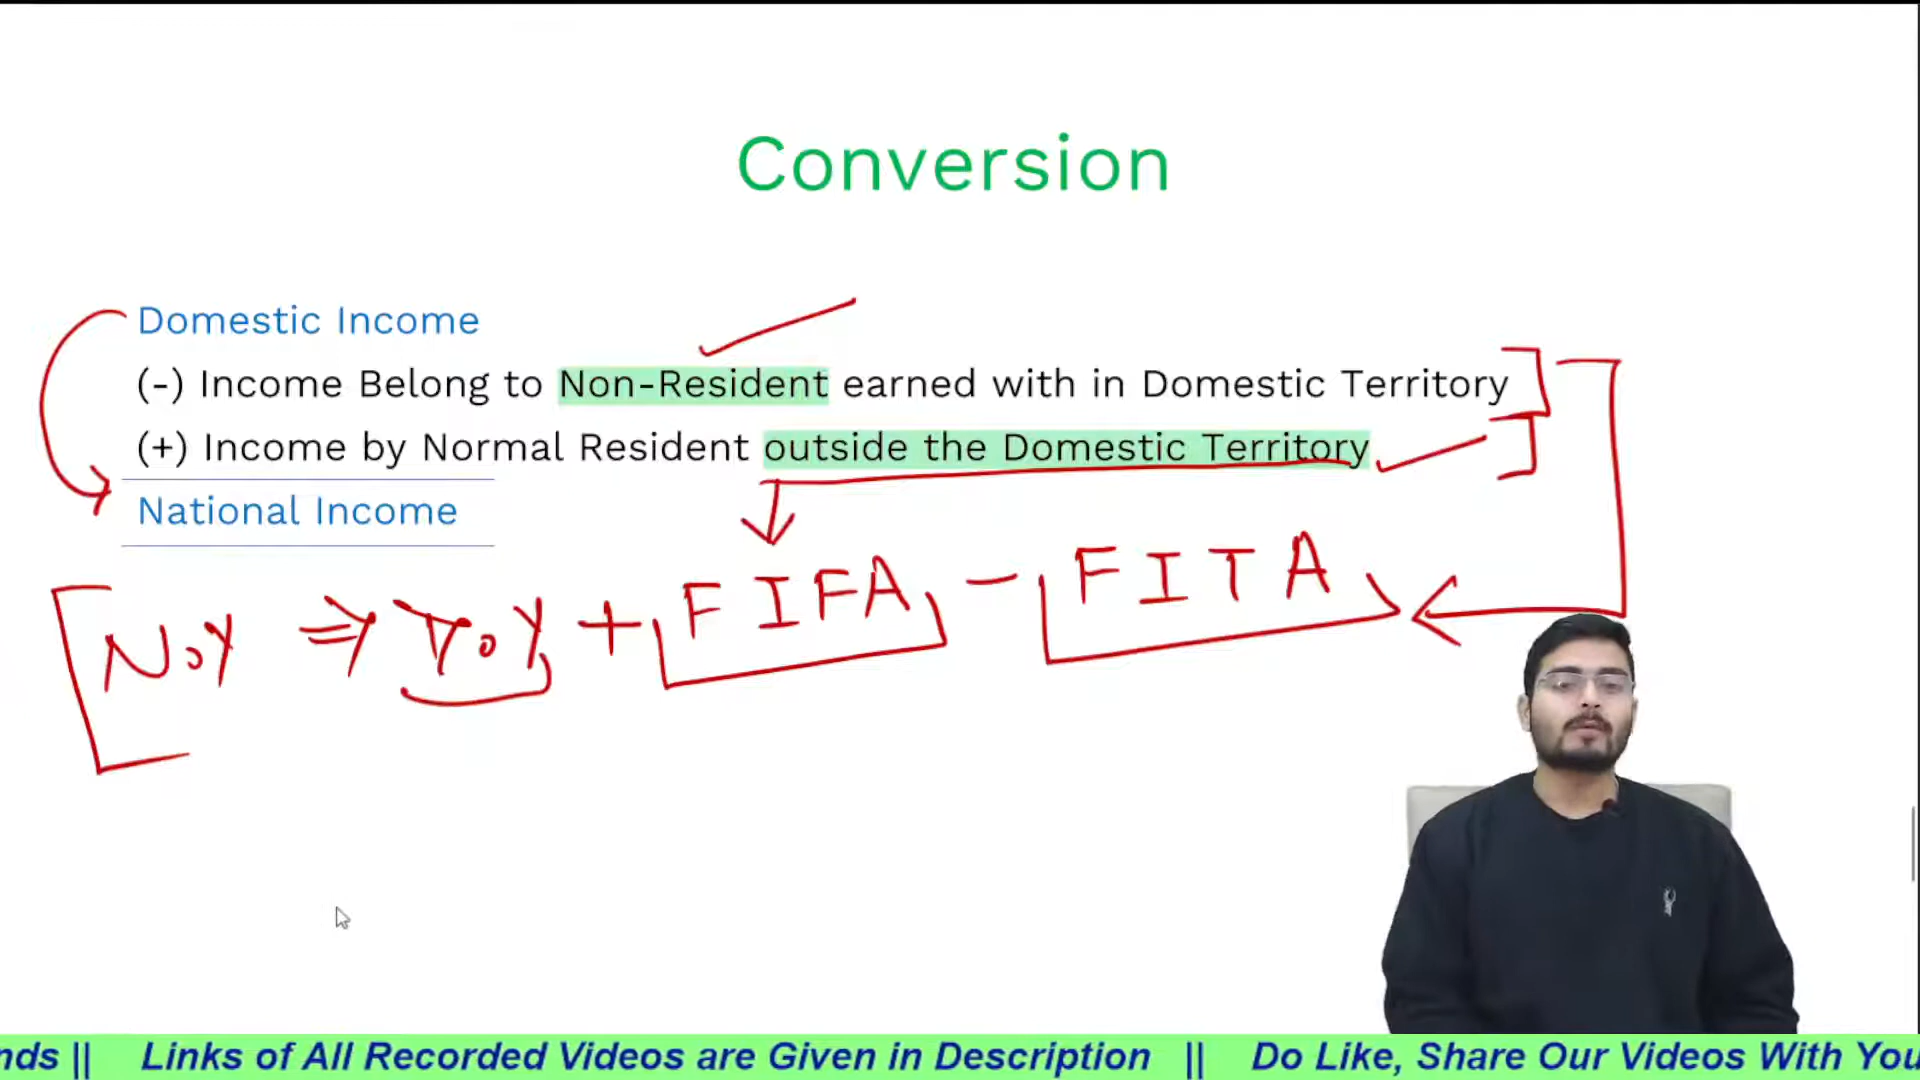 Conversion
Domestic Income
(-) Income Belong to Non-Resident earned with in Domestic Territory
(+) Income by Normal Resident outside the Domestic Territory
National Income
N.Y ⇒ D.Y + FIFA - FITA
nds || Links of All Recorded Videos are Given in Description || Do Like, Share Our Videos With You